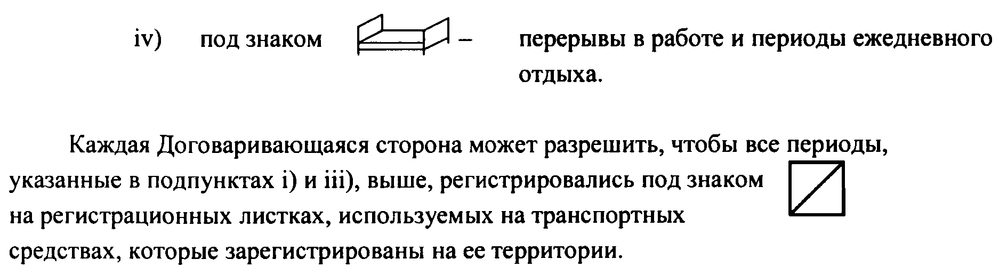 iv) под знаком – перерывы в работе и периоды ежедневного
отдыха.
Каждая Договаривающаяся сторона может разрешить, чтобы все периоды,
указанные в подпунктах i) и iii), выше, регистрировались под знаком
на регистрационных листках, используемых на транспортных
средствах, которые зарегистрированы на ее территории.